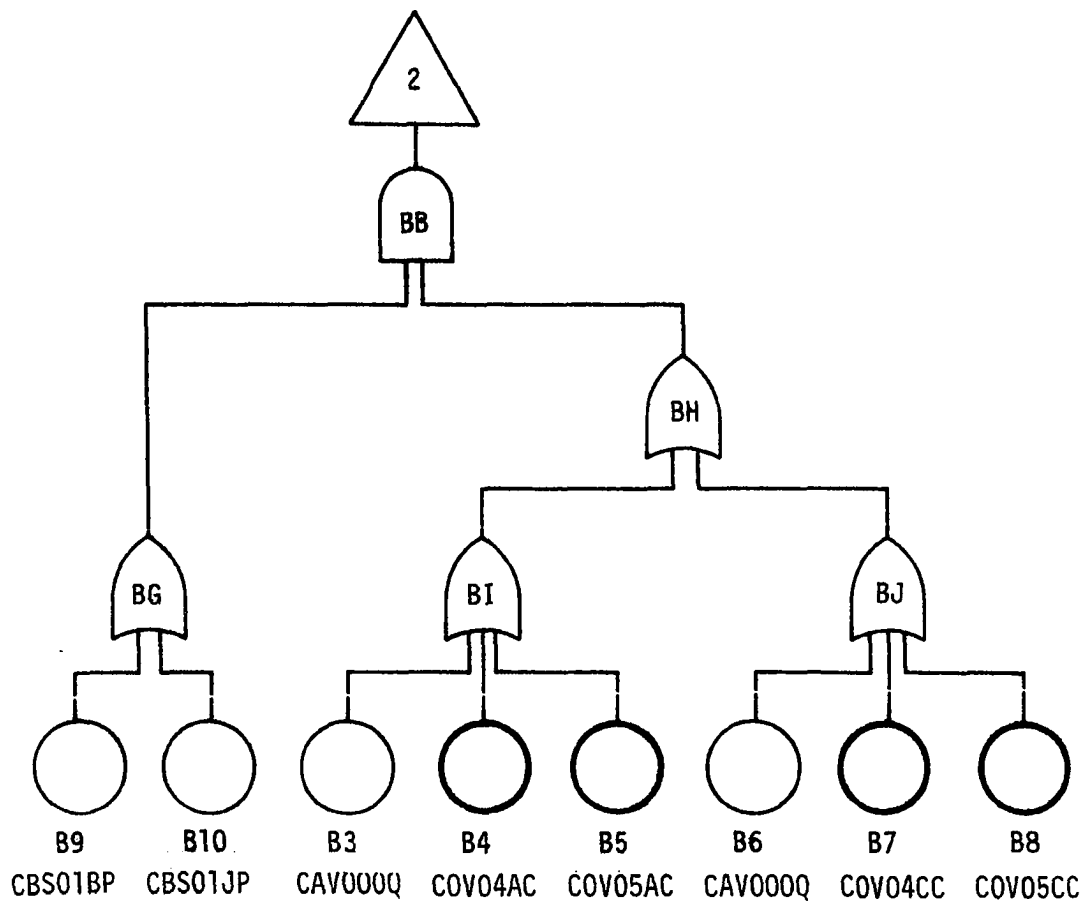 2
BB
BH
BG BI BJ
B9 B10 B3 B4 B5 B6 B7 B8
CBS01BP CBS01JP CAV000Q COV04AC COV05AC CAV000Q COV04CC COV05CC